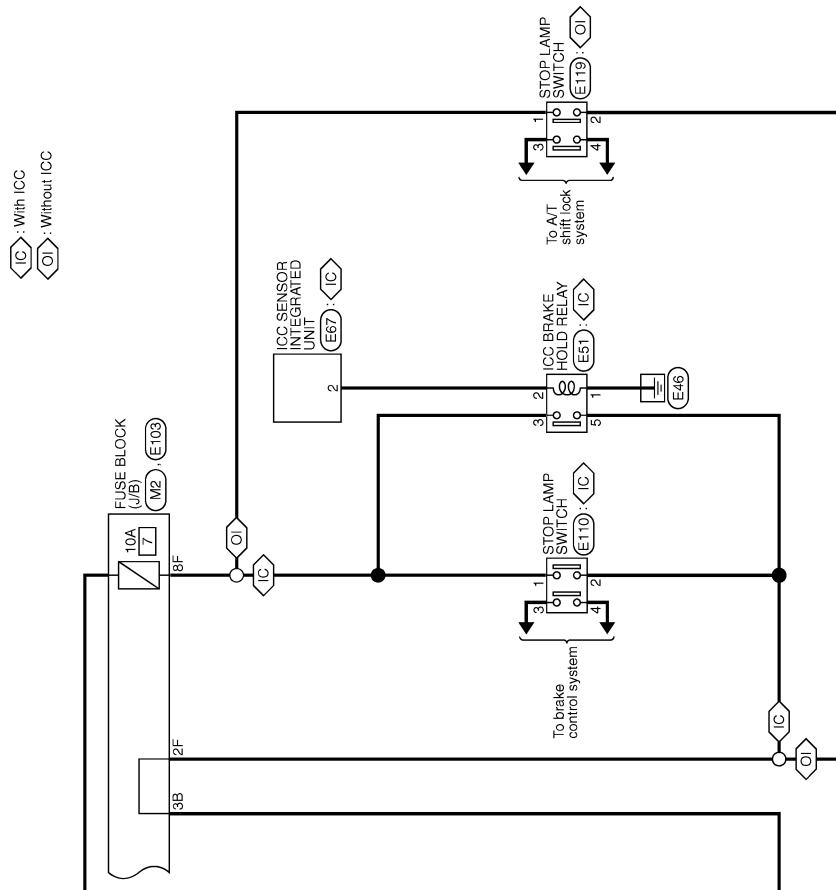 IC : With ICC
OI : Without ICC
FUSE BLOCK
(J/B)
M2 , E103
10A
7
8F
2F
3B
OI
IC
ICC SENSOR
INTEGRATED
UNIT
E67 : IC
2
STOP LAMP
SWITCH
E119 : OI
1
2
3
4
To A/T
shift lock
system
ICC BRAKE
HOLD RELAY
E51 : IC
2
1
3
5
E46
STOP LAMP
SWITCH
E110 : IC
1
2
3
4
To brake
control system
IC
OI